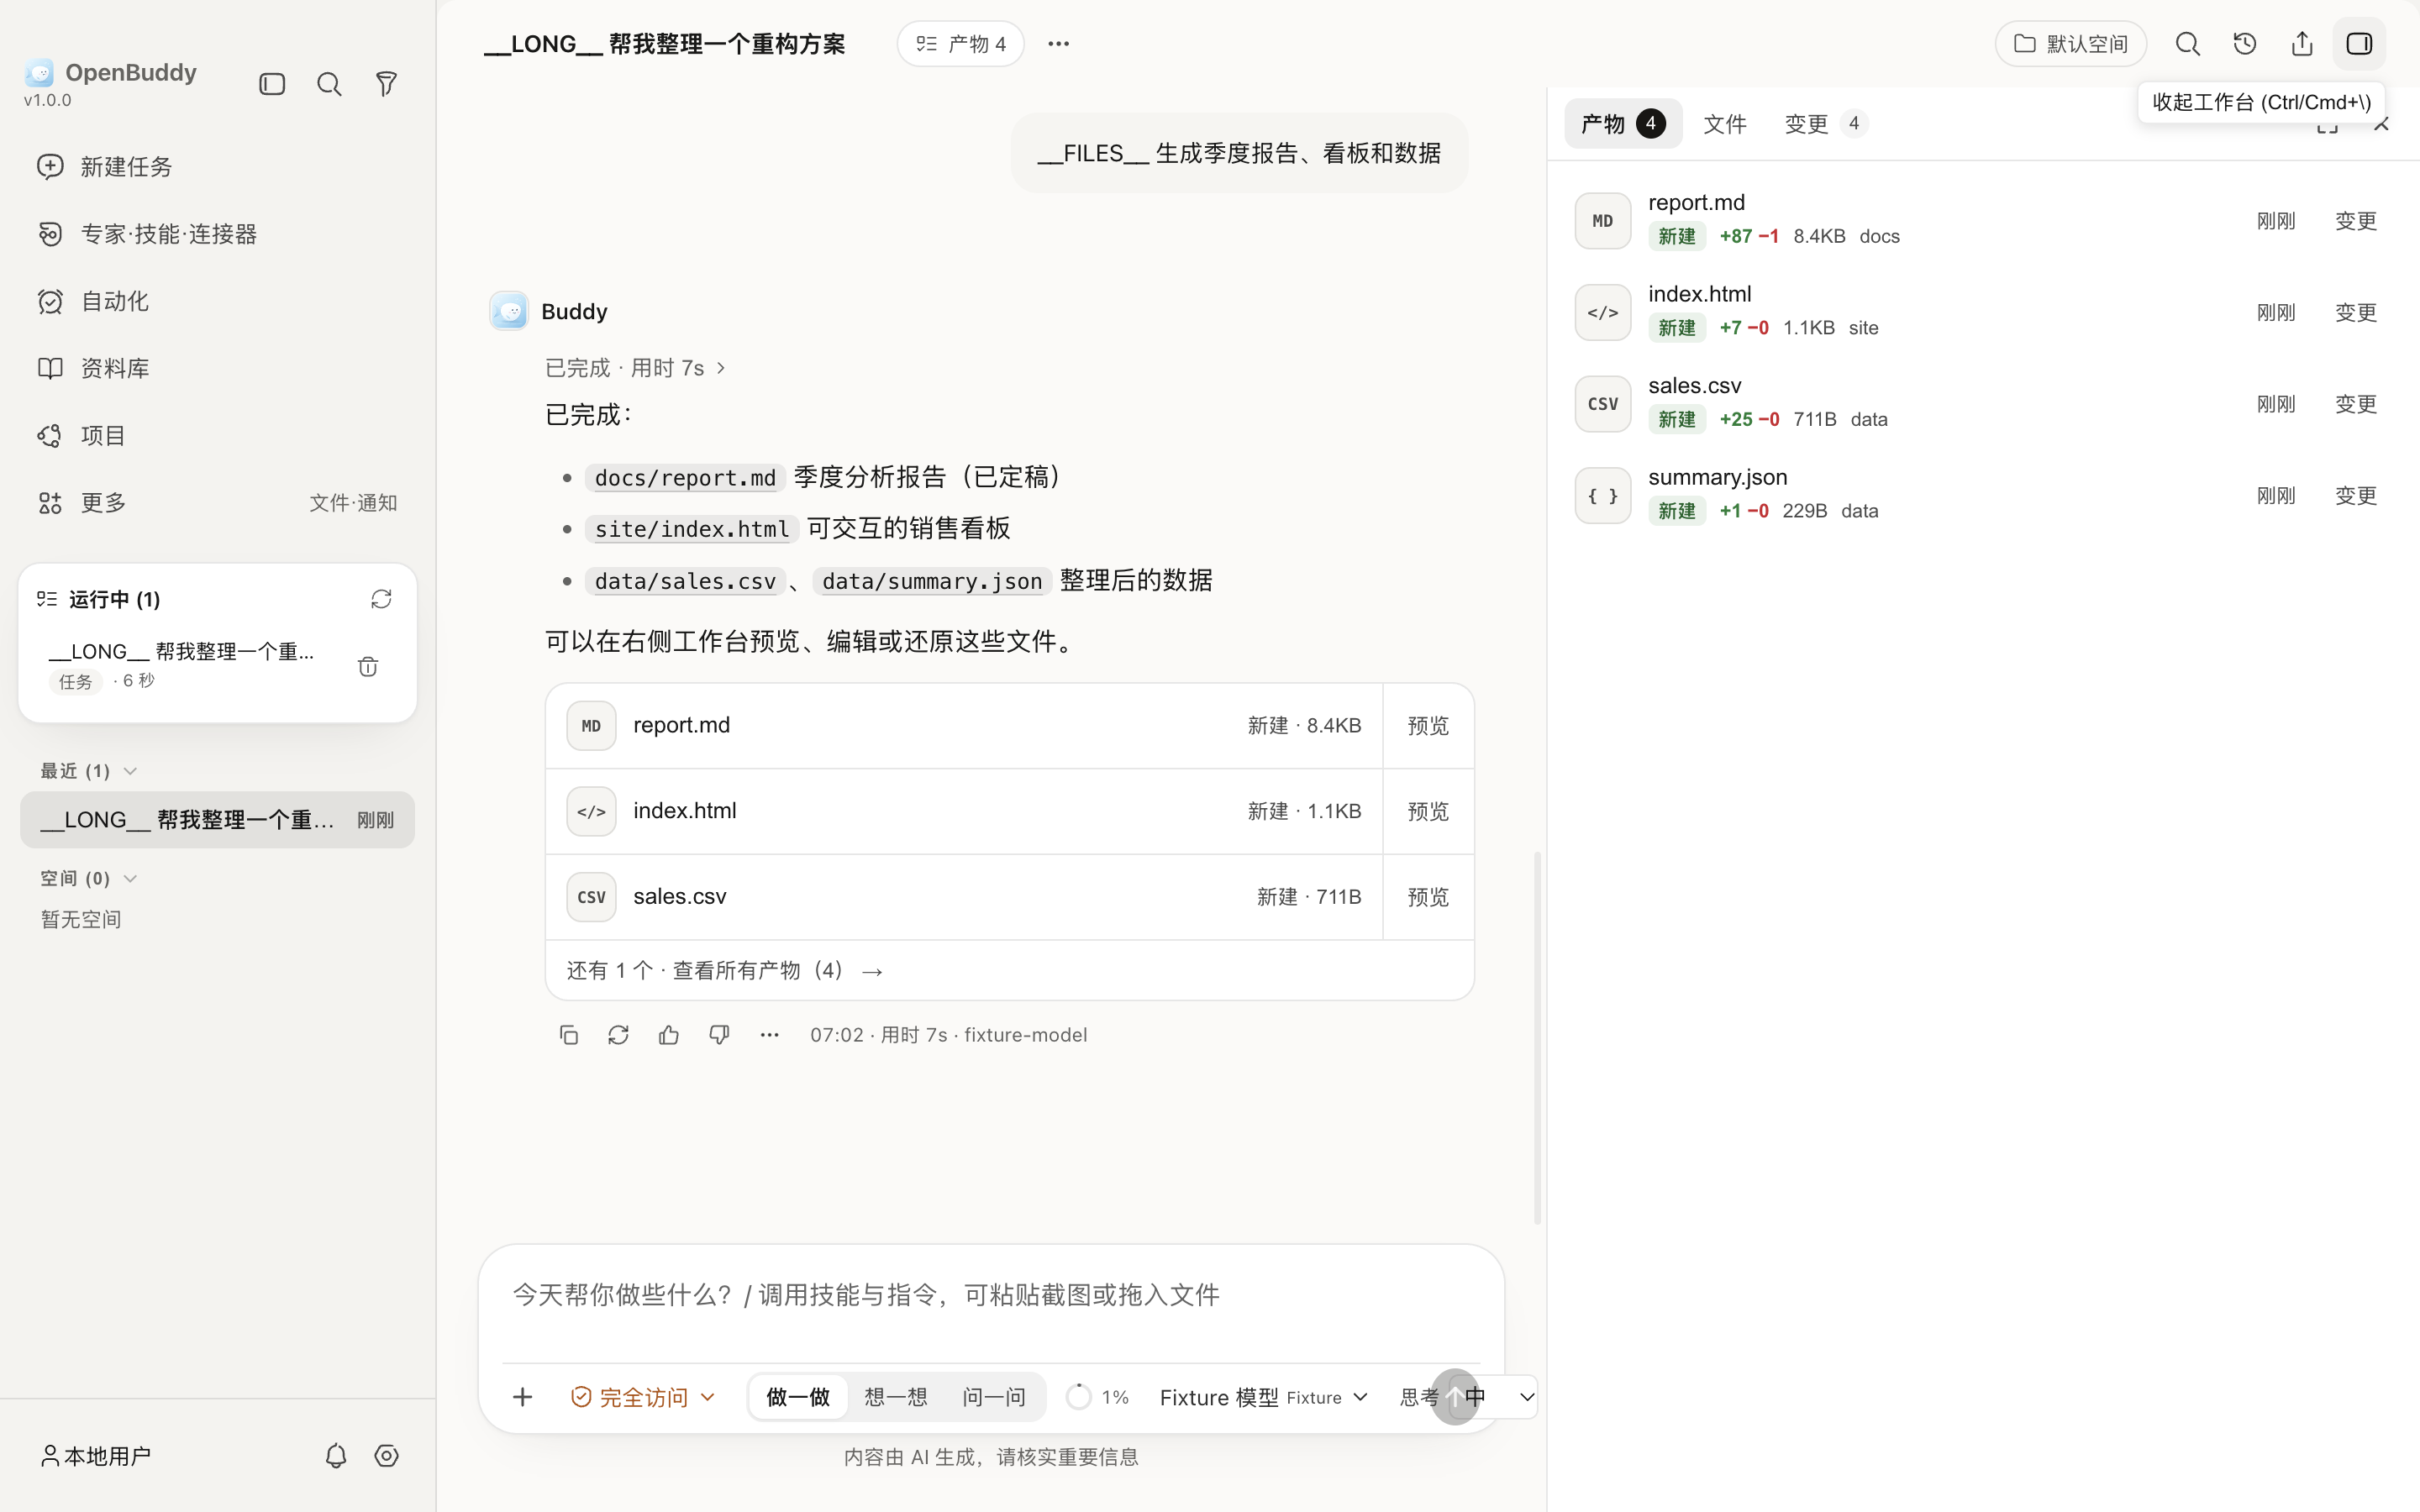 OpenBuddy
v1.0.0
新建任务
专家·技能·连接器
自动化
资料库
项目
更多 文件·通知
运行中 (1)
__LONG__ 帮我整理一个重...
任务 · 6 秒
最近 (1)
__LONG__ 帮我整理一个重... 刚刚
空间 (0)
暂无空间
本地用户
__LONG__ 帮我整理一个重构方案 产物 4
默认空间
收起工作台 (Ctrl/Cmd+\)
__FILES__ 生成季度报告、看板和数据
Buddy
已完成 · 用时 7s
已完成：
docs/report.md 季度分析报告（已定稿）
site/index.html 可交互的销售看板
data/sales.csv、data/summary.json 整理后的数据
可以在右侧工作台预览、编辑或还原这些文件。
MD report.md 新建 · 8.4KB 预览
</> index.html 新建 · 1.1KB 预览
CSV sales.csv 新建 · 711B 预览
还有 1 个 · 查看所有产物（4） →
07:02 · 用时 7s · fixture-model
今天帮你做些什么？/ 调用技能与指令，可粘贴截图或拖入文件
完全访问 做一做 想一想 问一问 1% Fixture 模型 Fixture 思考 中
内容由 AI 生成，请核实重要信息
产物 4 文件 变更 4
MD report.md 刚刚 变更
新建 +87 −1 8.4KB docs
</> index.html 刚刚 变更
新建 +7 −0 1.1KB site
CSV sales.csv 刚刚 变更
新建 +25 −0 711B data
{ } summary.json 刚刚 变更
新建 +1 −0 229B data